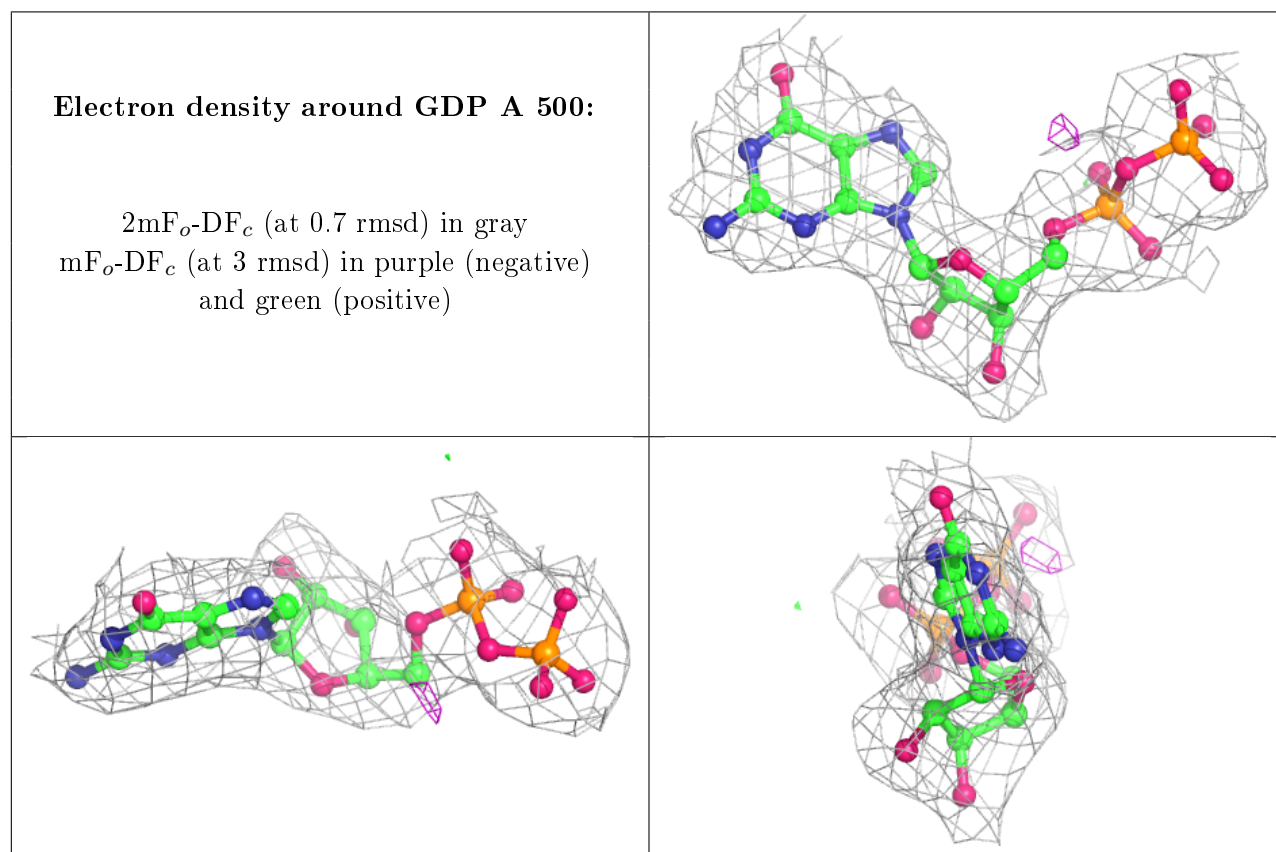 Electron density around GDP A 500:
2mFₒ-DF𝒸 (at 0.7 rmsd) in gray
mFₒ-DF𝒸 (at 3 rmsd) in purple (negative)
and green (positive)